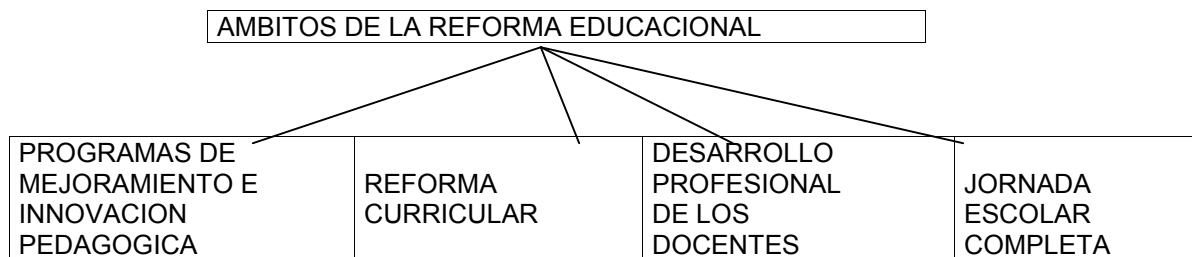 AMBITOS DE LA REFORMA EDUCACIONAL
PROGRAMAS DE
MEJORAMIENTO E
INNOVACION
PEDAGOGICA
REFORMA
CURRICULAR
DESARROLLO
PROFESIONAL
DE LOS
DOCENTES
JORNADA
ESCOLAR
COMPLETA